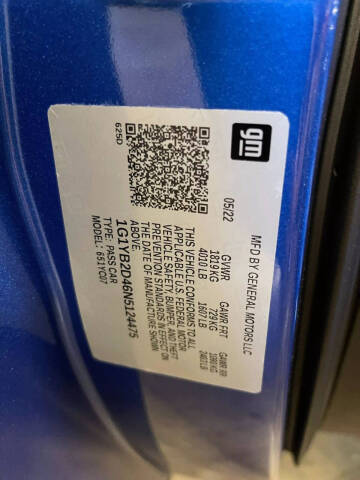 gm
MFD BY GENERAL MOTORS LLC
05/22 GVWR GAWR FRT GAWR RR
1819 KG 729 KG 1090 KG
4010 LB 1607 LB 2403 LB
THIS VEHICLE CONFORMS TO ALL
APPLICABLE U.S. FEDERAL MOTOR
VEHICLE SAFETY, BUMPER, AND THEFT
PREVENTION STANDARDS IN EFFECT ON
THE DATE OF MANUFACTURE SHOWN
ABOVE.
1G1YB2D46N5124475
TYPE: PASS CAR
MODEL: 651YC07
625D